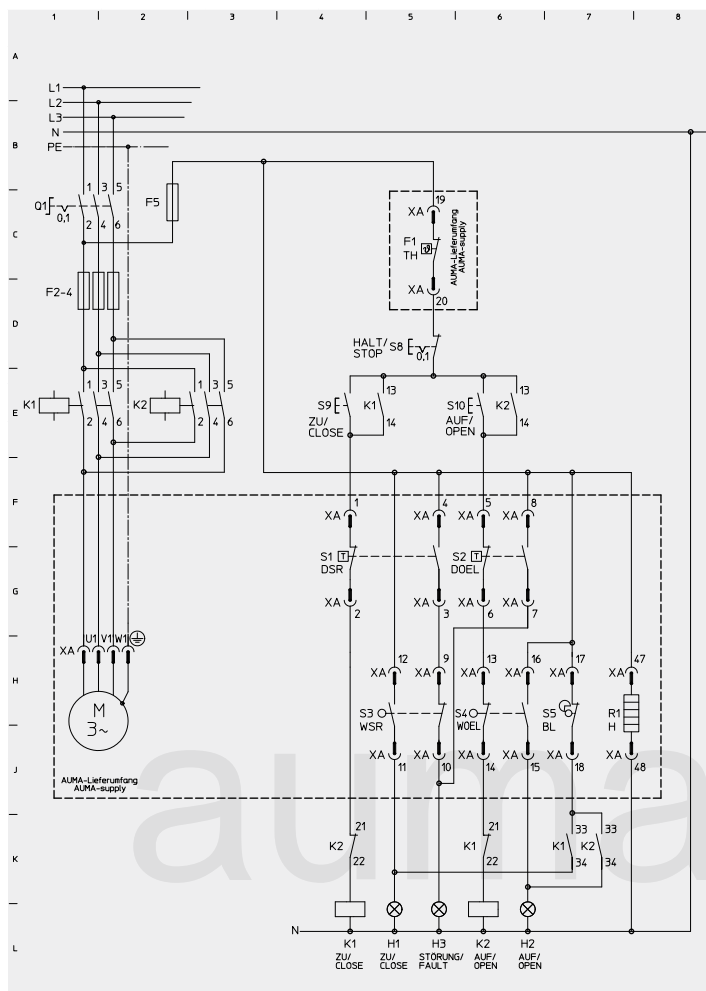 1 2 3 4 5 6 7 8
A
L1
L2
L3
N
B
PE
1 3 5
F5
19
Q1
0,1
XA
C
2 4 6
F1
TH
AUMA-Lieferumfang
AUMA-supply
F2-4
XA
20
D
HALT/
STOP
S8
0,1
1 3 5
1 3 5
13
13
K1
K2
S9
K1
S10
K2
E
2 4 6
2 4 6
ZU/
CLOSE
14
AUF/
OPEN
14
F
1 4 5 8
XA XA XA XA
S1 T
DSR
S2 T
DOEL
G
XA XA XA XA
2 3 6 7
U1 V1 W1
XA
12 9 13 16 17 47
H
XA XA XA XA XA XA
M
3~
S3
WSR
S4
WOEL
S5
BL
R1
H
J
XA XA XA XA XA XA
11 10 14 15 18 48
AUMA-Lieferumfang
AUMA-supply
auma
21
21
33
33
K
K2
K1
K1
K2
22
22
34
34
N
L
K1 H1 H3 K2 H2
ZU/
CLOSE
ZU/
CLOSE
STÖRUNG/
FAULT
AUF/
OPEN
AUF/
OPEN